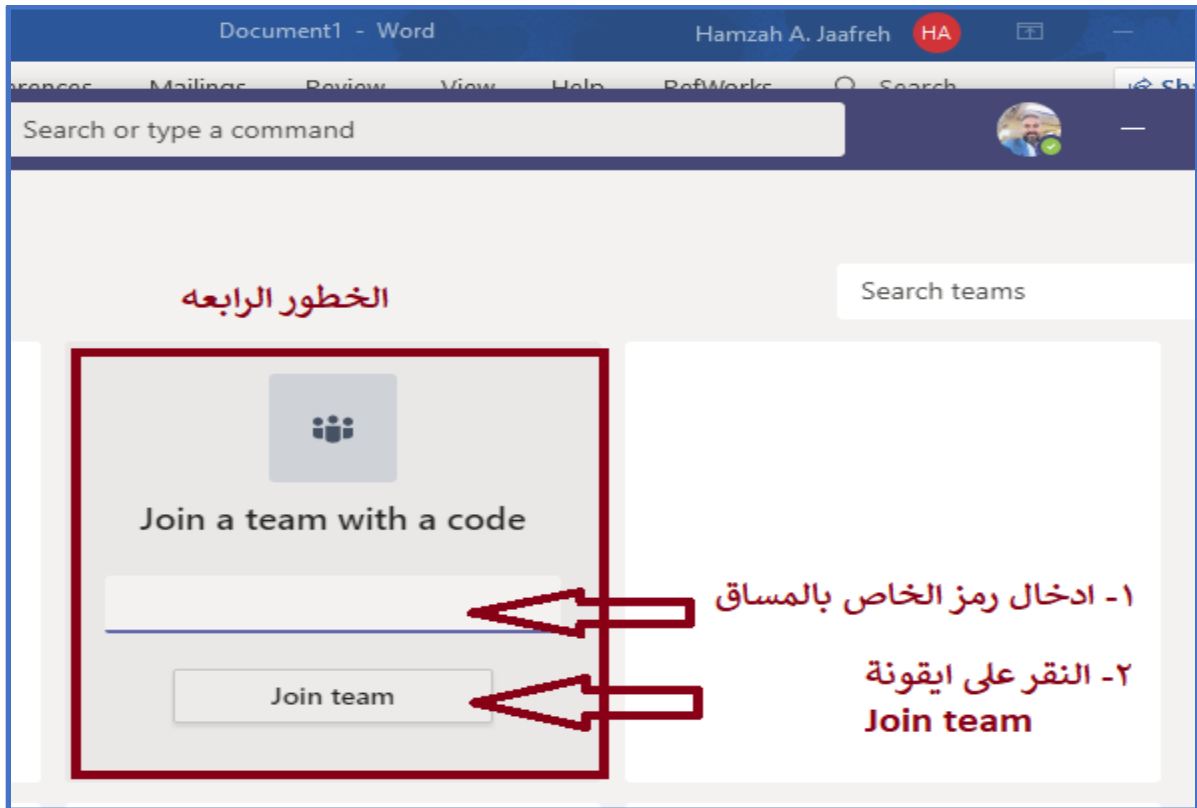 Document1 - Word
Hamzah A. Jaafreh HA
Mailings Review View Help RefWorks Search
Search or type a command
الخطور الرابعه
Search teams
Join a team with a code
١- ادخال رمز الخاص بالمساق
٢- النقر على ايقونة
Join team
Join team